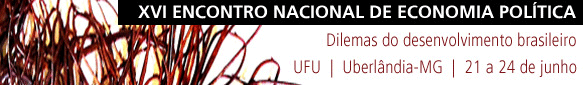 XVI ENCONTRO NACIONAL DE ECONOMIA POLÍTICA
Dilemas do desenvolvimento brasileiro
UFU | Uberlândia-MG | 21 a 24 de junho